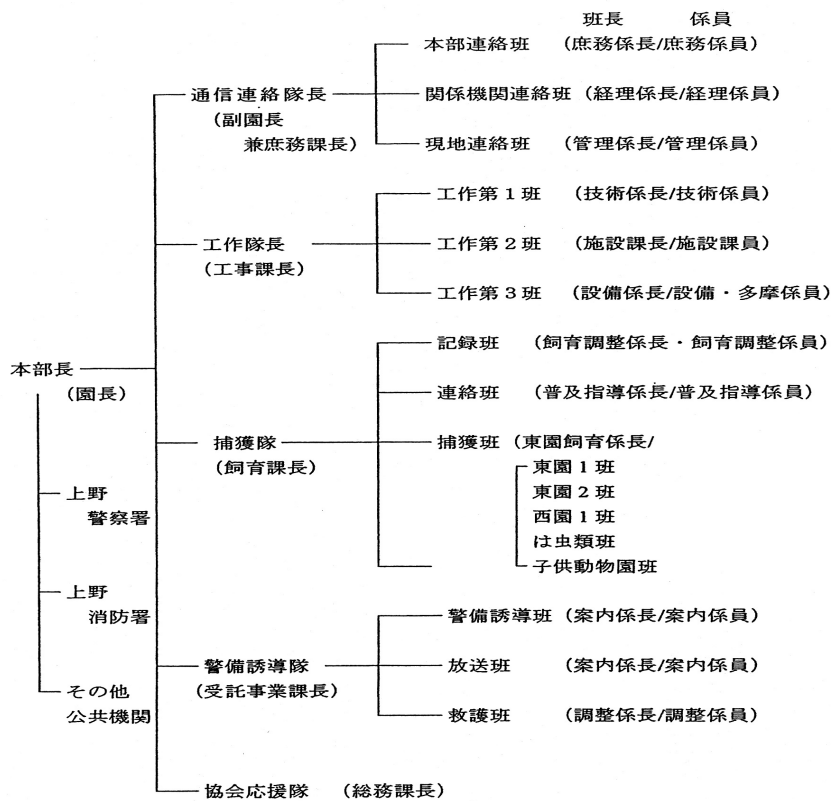 班長 係員
本部連絡班 (庶務係長/庶務係員)
通信連絡隊長 関係機関連絡班 (経理係長/経理係員)
(副園長
兼庶務課長) 現地連絡班 (管理係長/管理係員)
工作第1班 (技術係長/技術係員)
工作隊長 工作第2班 (施設課長/施設課員)
(工事課長)
工作第3班 (設備係長/設備・多摩係員)
記録班 (飼育調整係長・飼育調整係員)
本部長
(園長) 連絡班 (普及指導係長/普及指導係員)
捕獲隊 捕獲班 (東園飼育係長/
(飼育課長) 東園1班
東園2班
上野
警察署 西園1班
は虫類班
子供動物園班
上野
消防署 警備誘導班 (案内係長/案内係員)
警備誘導隊 放送班 (案内係長/案内係員)
(受託事業課長)
その他
公共機関 救護班 (調整係長/調整係員)
協会応援隊 (総務課長)